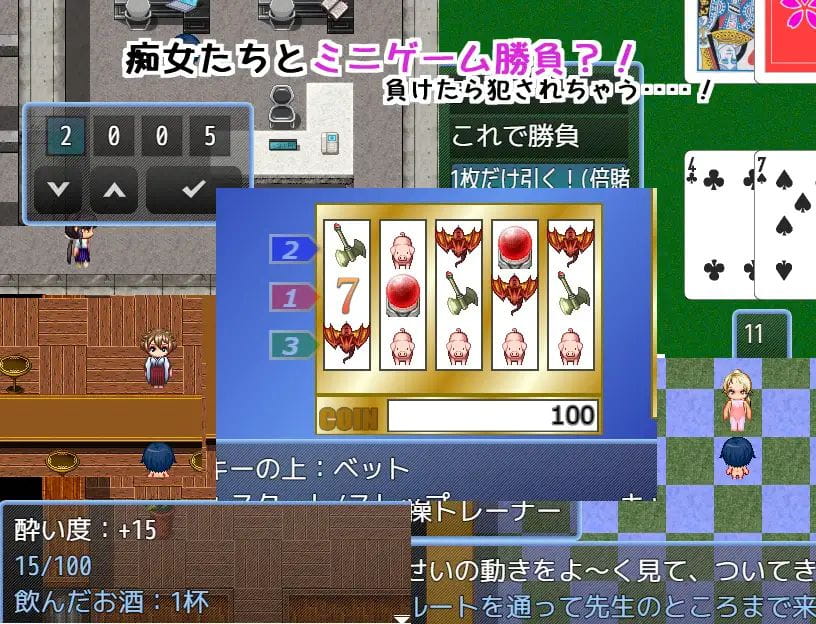 痴女たちとミニゲーム勝負？！
負けたら犯されちゃう‥‥！
2 0 0 5
これで勝負
1枚だけ引く！(倍賭
4
7
11
2
1
3
7
COIN 100
キーの上：ベット
操トレーナー
酔い度：+15
15/100
飲んだお酒：1杯
せいの動きをよ～く見て、ついてき
ルートを通って先生のところまで来